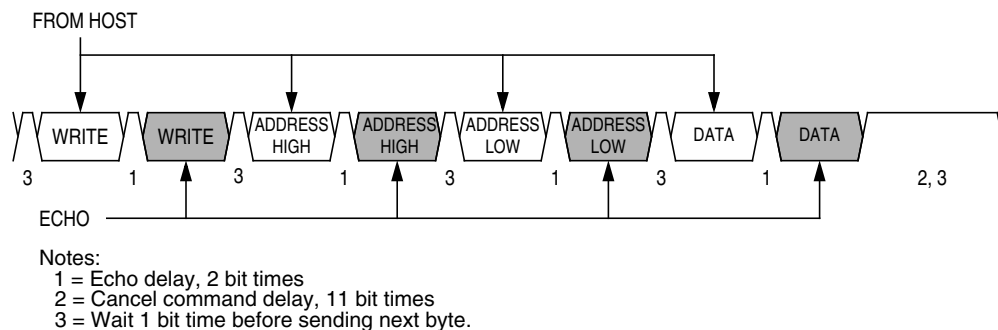 FROM HOST
WRITE WRITE ADDRESS HIGH ADDRESS HIGH ADDRESS LOW ADDRESS LOW DATA DATA
3 1 3 1 3 1 3 1 2, 3
ECHO
Notes:
1 = Echo delay, 2 bit times
2 = Cancel command delay, 11 bit times
3 = Wait 1 bit time before sending next byte.